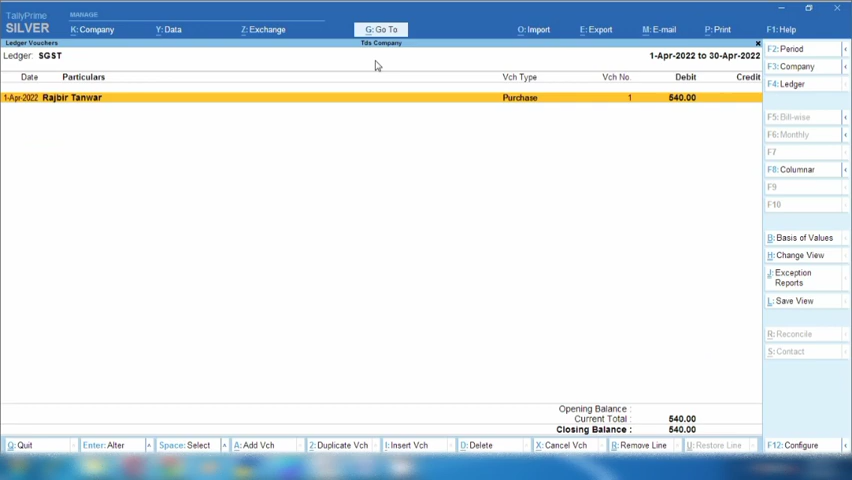 TallyPrime MANAGE
SILVER K: Company Y: Data Z: Exchange G: Go To O: Import E: Export M: E-mail P: Print F1: Help
Ledger Vouchers Tds Company x
Ledger: SGST 1-Apr-2022 to 30-Apr-2022
Date Particulars Vch Type Vch No. Debit Credit
1-Apr-2022 Rajbir Tanwar Purchase 1 540.00
Opening Balance :
Current Total : 540.00
Closing Balance : 540.00
Q: Quit Enter: Alter Space: Select A: Add Vch 2: Duplicate Vch I: Insert Vch D: Delete X: Cancel Vch R: Remove Line U: Restore Line F12: Configure
F2: Period
F3: Company
F4: Ledger
F5: Bill-wise
F6: Monthly
F7
F8: Columnar
F9
F10
B: Basis of Values
H: Change View
J: Exception
Reports
L: Save View
R: Reconcile
S: Contact